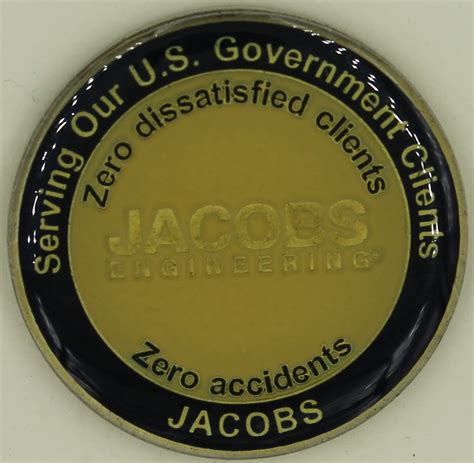 Serving Our U.S. Government Clients
Zero dissatisfied clients
JACOBS
ENGINEERING
Zero accidents
JACOBS